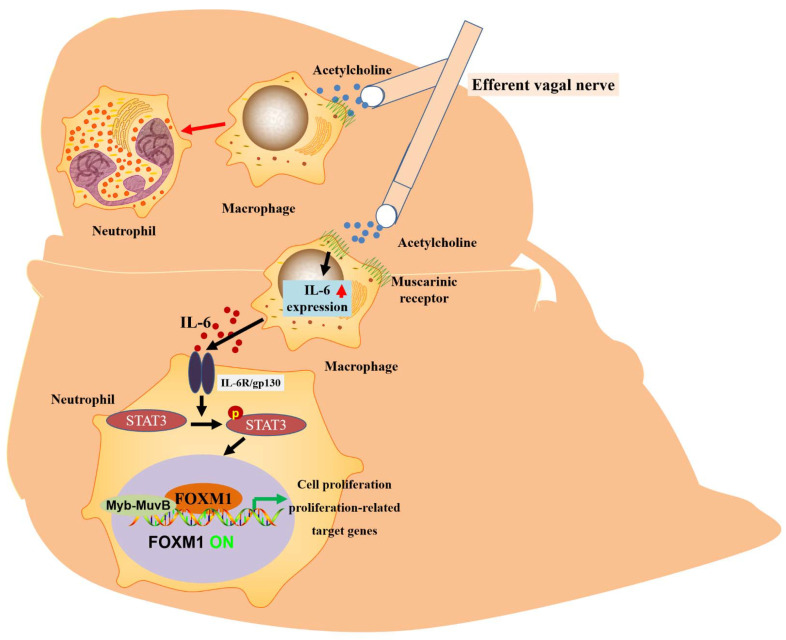 Acetylcholine
Efferent vagal nerve
Macrophage
Neutrophil
Acetylcholine
Muscarinic
receptor
IL-6
expression
IL-6
Macrophage
IL-6R/gp130
Neutrophil
STAT3
p
STAT3
Cell proliferation
proliferation-related
target genes
Myb-MuvB
FOXM1
FOXM1 ON